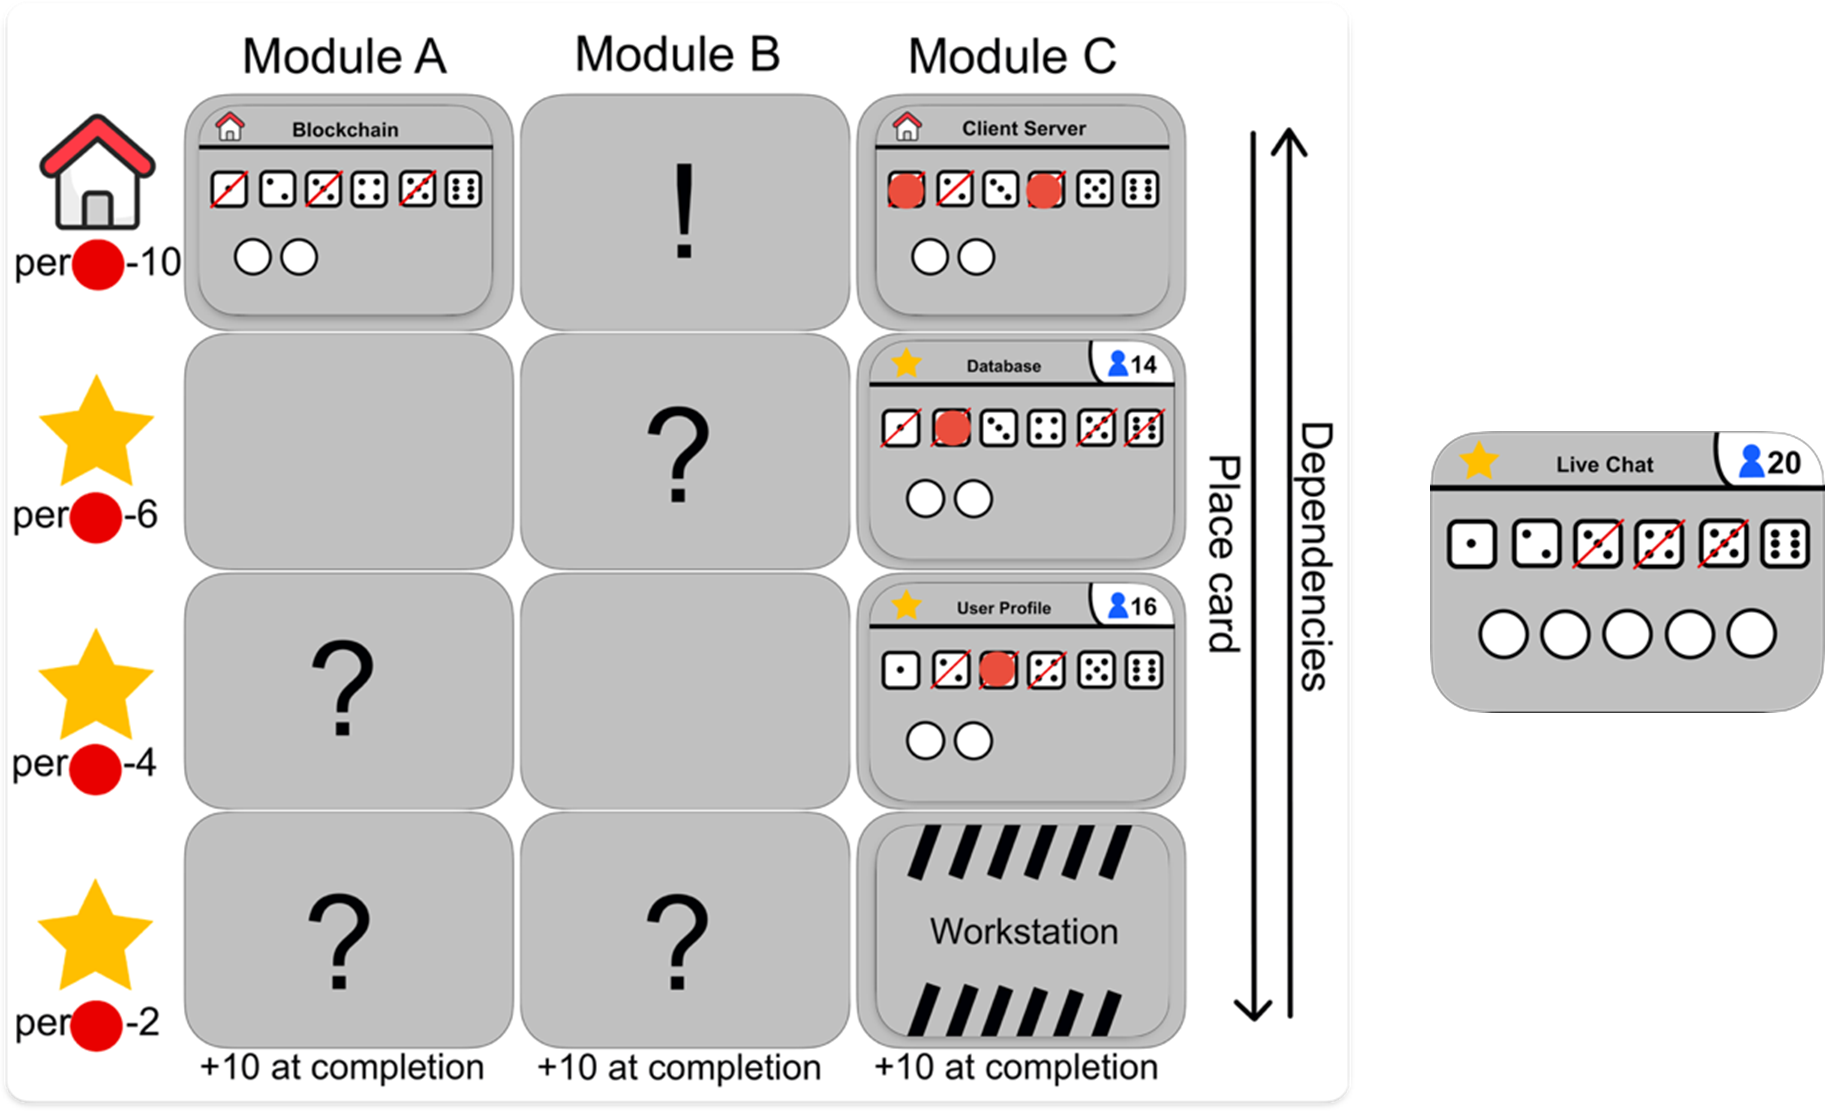 Module A Module B Module C
Blockchain
!
Client Server
per -10
Database 14
?
per -6
User Profile 16
?
per -4
? ?
Workstation
per -2
+10 at completion +10 at completion +10 at completion
Place card
Dependencies
Live Chat 20